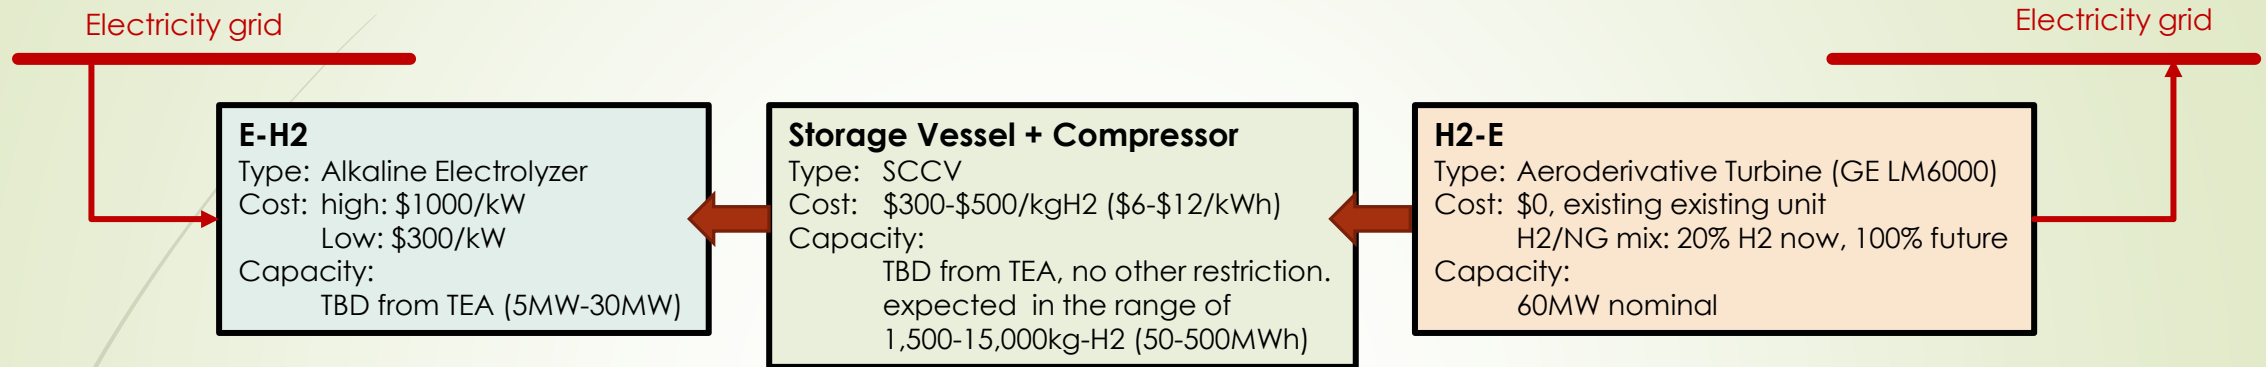 Electricity grid
Electricity grid
E-H2
Type: Alkaline Electrolyzer
Cost: high: $1000/kW
Low: $300/kW
Capacity:
TBD from TEA (5MW-30MW)
Storage Vessel + Compressor
Type: SCCV
Cost: $300-$500/kgH2 ($6-$12/kWh)
Capacity:
TBD from TEA, no other restriction.
expected in the range of
1,500-15,000kg-H2 (50-500MWh)
H2-E
Type: Aeroderivative Turbine (GE LM6000)
Cost: $0, existing existing unit
H2/NG mix: 20% H2 now, 100% future
Capacity:
60MW nominal